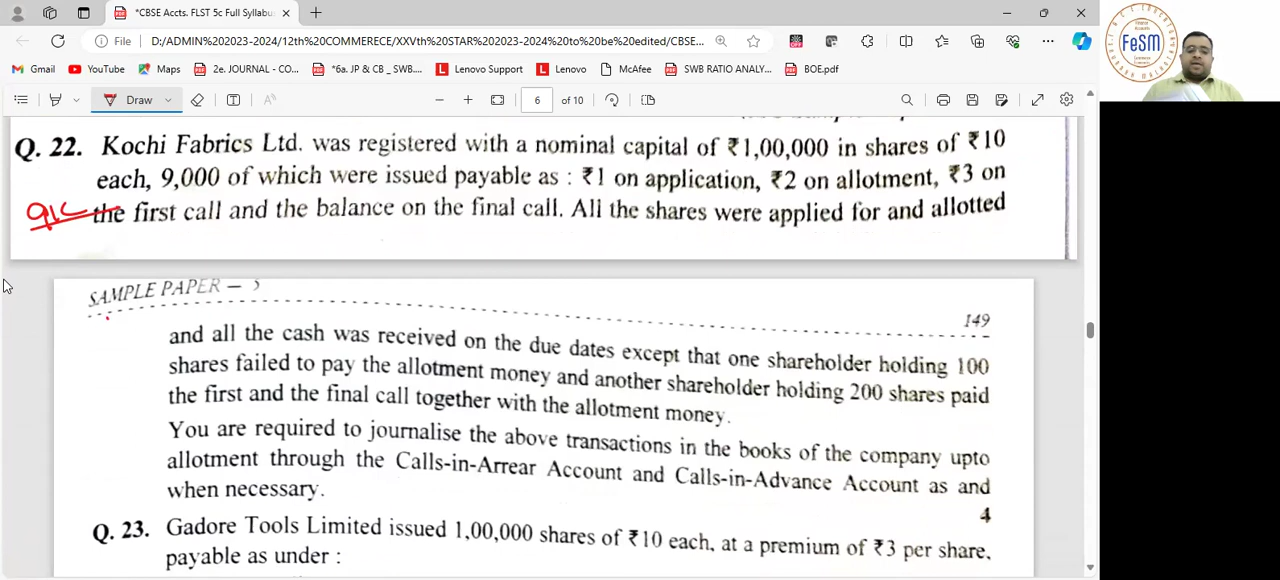 *CBSE Accts. FLST 5c Full Syllabu
File
D:/ADMIN%202023-2024/12th%20COMMERECE/XXVth%...%202023-2024%20to%20be%20edited/CBSE...
Gmail
YouTube
Maps
2e. JOURNAL - CO...
*6a. JP & CB _ SWB...
Lenovo Support
Lenovo
McAfee
SWB RATIO ANALY...
BOE.pdf
Draw
6 of 10
Q. 22. Kochi Fabrics Ltd. was registered with a nominal capital of ₹1,00,000 in shares of ₹10
each, 9,000 of which were issued payable as : ₹1 on application, ₹2 on allotment, ₹3 on
the first call and the balance on the final call. All the shares were applied for and allotted
SAMPLE PAPER – 5
149
and all the cash was received on the due dates except that one shareholder holding 100
shares failed to pay the allotment money and another shareholder holding 200 shares paid
the first and the final call together with the allotment money.
You are required to journalise the above transactions in the books of the company upto
allotment through the Calls-in-Arrear Account and Calls-in-Advance Account as and
when necessary.
4
Q. 23. Gadore Tools Limited issued 1,00,000 shares of ₹10 each, at a premium of ₹3 per share,
payable as under :
FeSM